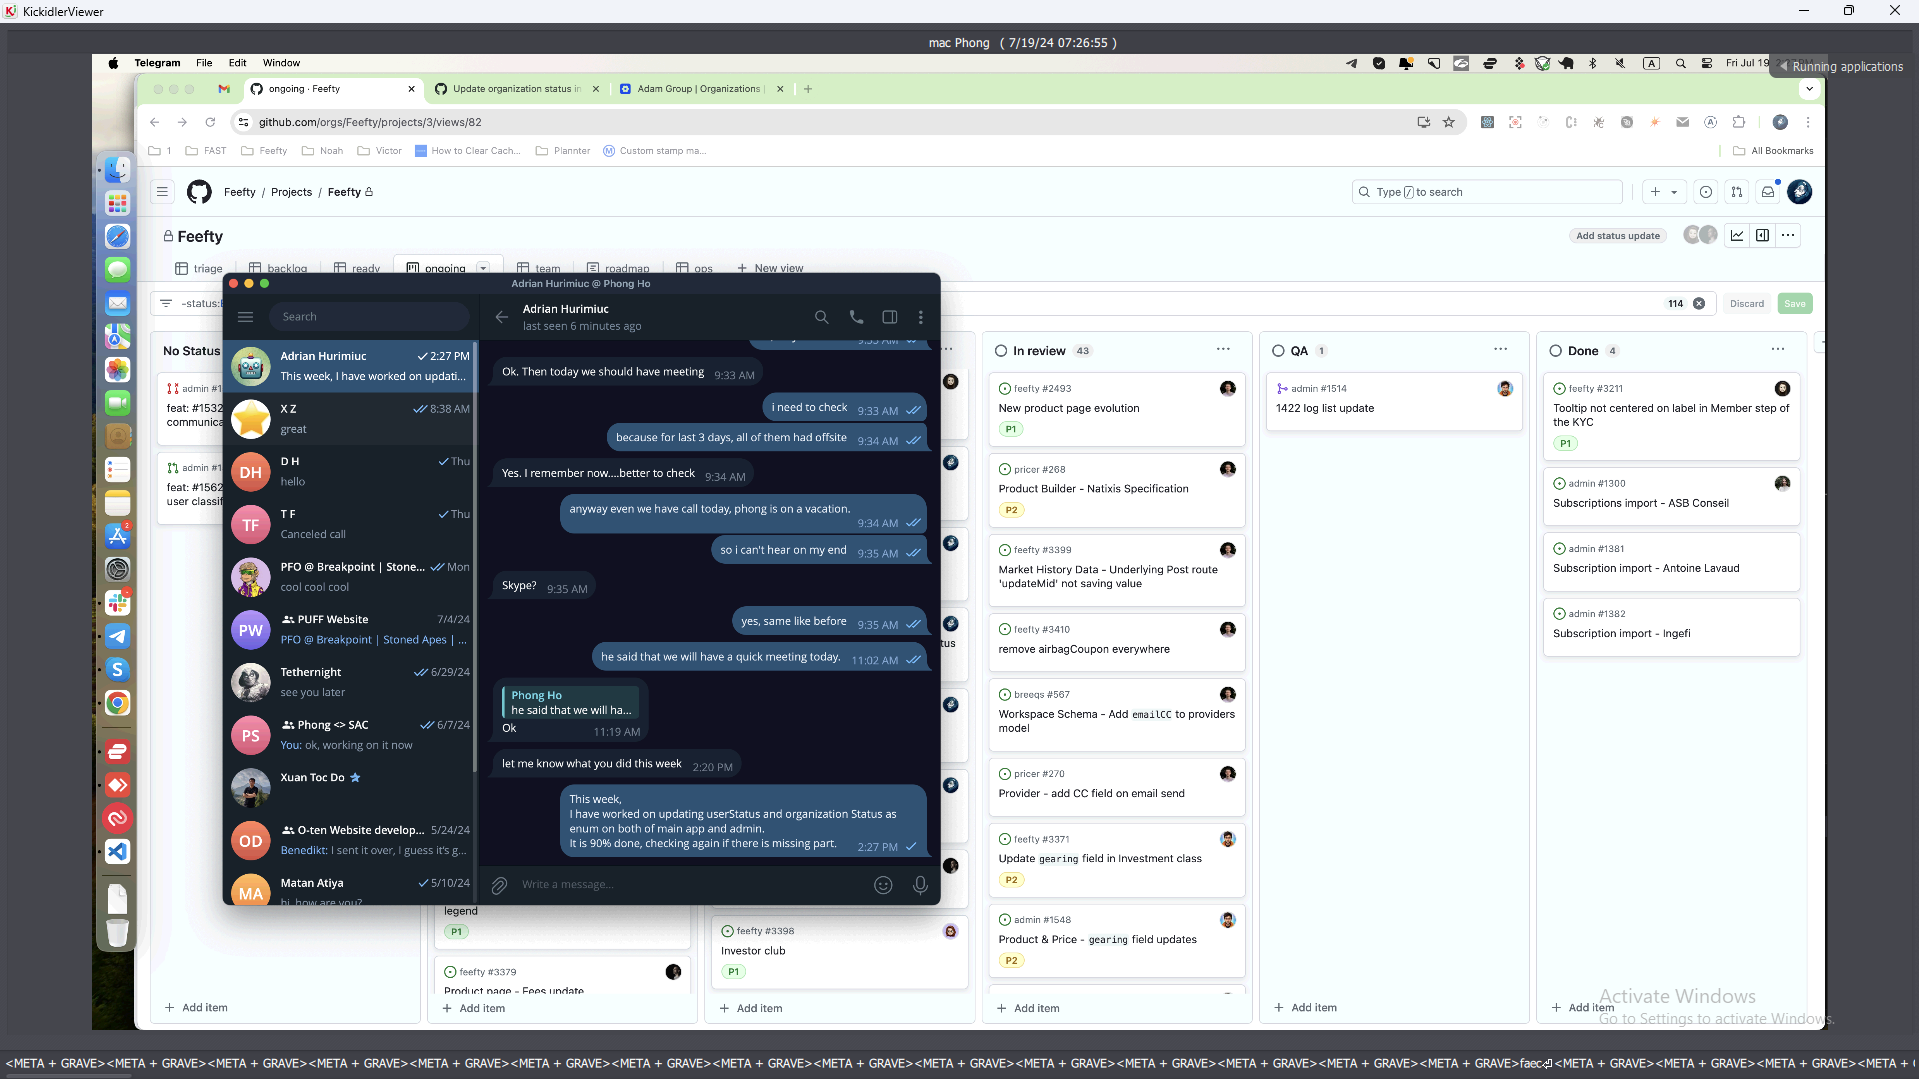 KickidlerViewer
mac Phong ( 7/19/24 07:26:55 )
Telegram File Edit Window
Fri Jul 19
Running applications
ongoing · Feefty
Update organization status in
Adam Group | Organizations |
github.com/orgs/Feefty/projects/3/views/82
1 FAST Feefty Noah Victor How to Clear Cach... Plannter Custom stamp ma...
All Bookmarks
Feefty / Projects / Feefty
Type / to search
Feefty
Add status update
triage backlog ready ongoing team roadmap ops + New view
-status:
114
Discard Save
No Status
admin #1
feat: #1532
communica
admin #1
feat: #1562
user classif
+ Add item
Adrian Hurimiuc @ Phong Ho
Search
Adrian Hurimiuc 2:27 PM
This week, I have worked on updati...
X Z 8:38 AM
great
DH
D H Thu
hello
TF
T F Thu
Canceled call
PFO @ Breakpoint | Stone... Mon
cool cool cool
PW
PUFF Website 7/4/24
PFO @ Breakpoint | Stoned Apes | ...
Tethernight 6/29/24
see you later
PS
Phong <> SAC 6/7/24
You: ok, working on it now
Xuan Toc Do
OD
O-ten Website develop... 5/24/24
Benedikt: I sent it over, I guess it's g...
MA
Matan Atiya 5/10/24
hi, how are you?
Adrian Hurimiuc
last seen 6 minutes ago
9:33 AM
Ok. Then today we should have meeting 9:33 AM
i need to check 9:33 AM
because for last 3 days, all of them had offsite 9:34 AM
Yes. I remember now....better to check 9:34 AM
anyway even we have call today, phong is on a vacation.
9:34 AM
so i can't hear on my end 9:35 AM
Skype? 9:35 AM
yes, same like before 9:35 AM
he said that we will have a quick meeting today. 11:02 AM
Phong Ho
he said that we will ha...
Ok 11:19 AM
let me know what you did this week 2:20 PM
This week,
I have worked on updating userStatus and organization Status as
enum on both of main app and admin.
It is 90% done, checking again if there is missing part. 2:27 PM
Write a message...
legend
P1
feefty #3379
Product page - Fees update
+ Add item
tus
feefty #3398
Investor club
P1
+ Add item
In review 43
feefty #2493
New product page evolution
P1
pricer #268
Product Builder - Natixis Specification
P2
feefty #3399
Market History Data - Underlying Post route
'updateMid' not saving value
feefty #3410
remove airbagCoupon everywhere
breeqs #567
Workspace Schema - Add emailCC to providers
model
pricer #270
Provider - add CC field on email send
feefty #3371
Update gearing field in Investment class
P2
admin #1548
Product & Price - gearing field updates
P2
+ Add item
QA 1
admin #1514
1422 log list update
+ Add item
Done 4
feefty #3211
Tooltip not centered on label in Member step of
the KYC
P1
admin #1300
Subscriptions import - ASB Conseil
admin #1381
Subscription import - Antoine Lavaud
admin #1382
Subscription import - Ingefi
+ Add item
Activate Windows
Go to Settings to activate Windows.
<META + GRAVE><META + GRAVE><META + GRAVE><META + GRAVE><META + GRAVE><META + GRAVE><META + GRAVE><META + GRAVE><META + GRAVE><META + GRAVE><META + GRAVE><META + GRAVE><META + GRAVE><META + GRAVE><META + GRAVE>faec⏎<META + GRAVE><META + GRAVE><META + GRAVE><META +